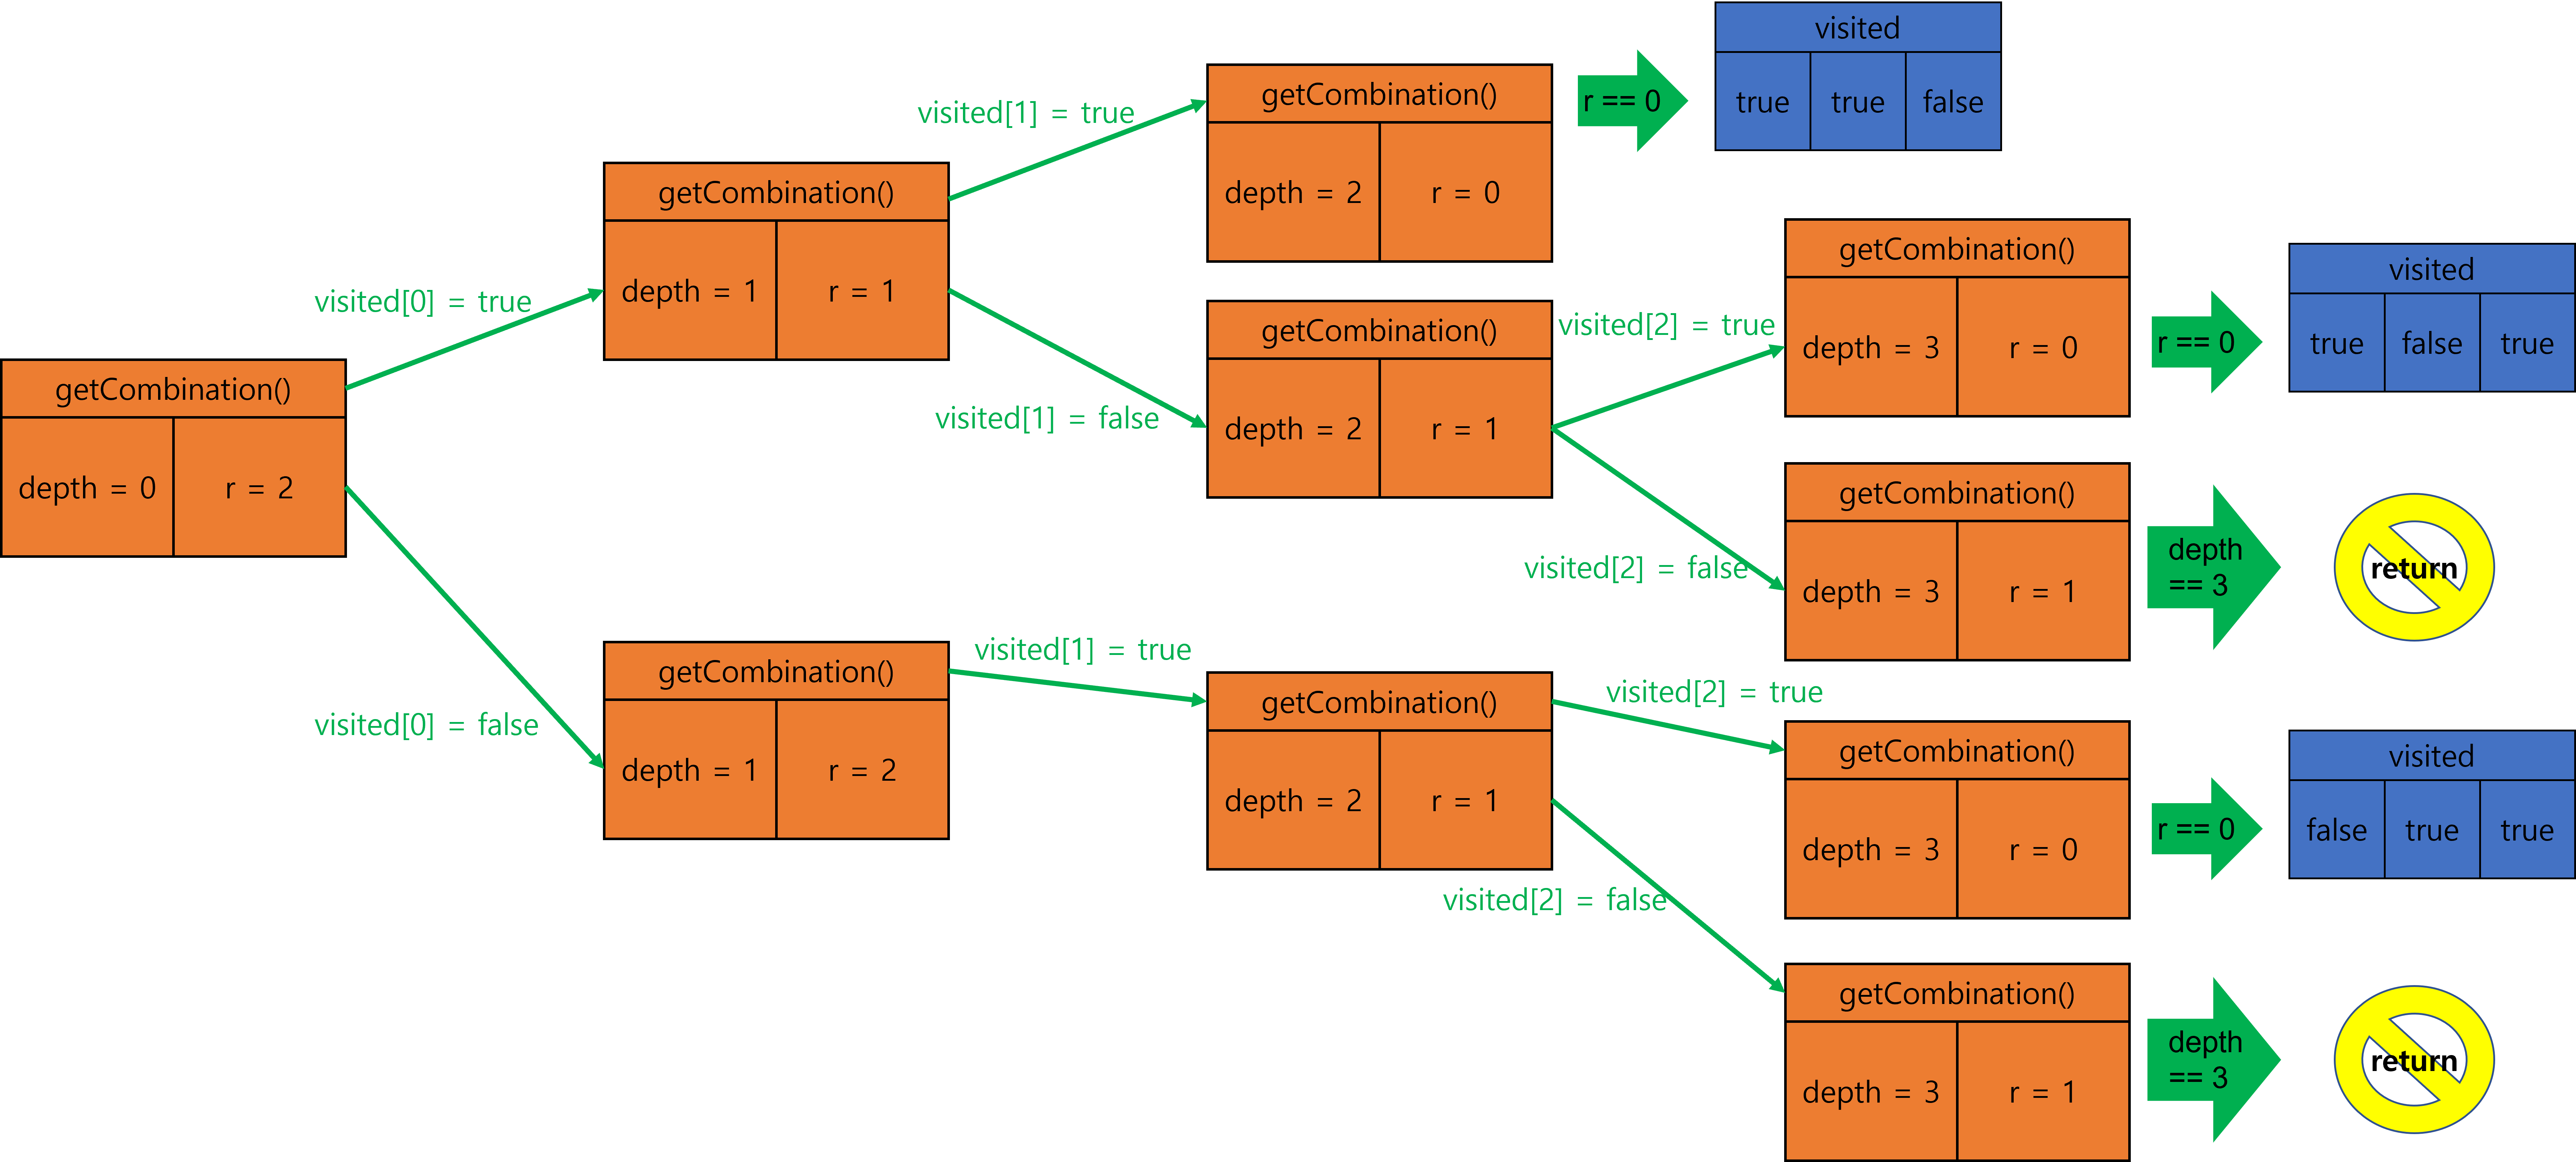 visited
true true false
getCombination()
depth = 2 r = 0
r == 0
visited[1] = true
getCombination()
depth = 1 r = 1
visited[0] = true
getCombination()
depth = 3 r = 0
r == 0
visited
true false true
getCombination()
depth = 2 r = 1
visited[2] = true
visited[1] = false
getCombination()
depth = 0 r = 2
getCombination()
depth = 3 r = 1
depth
== 3
return
visited[2] = false
visited[0] = false
getCombination()
depth = 1 r = 2
visited[1] = true
getCombination()
depth = 2 r = 1
visited[2] = true
getCombination()
depth = 3 r = 0
r == 0
visited
false true true
visited[2] = false
getCombination()
depth = 3 r = 1
depth
== 3
return